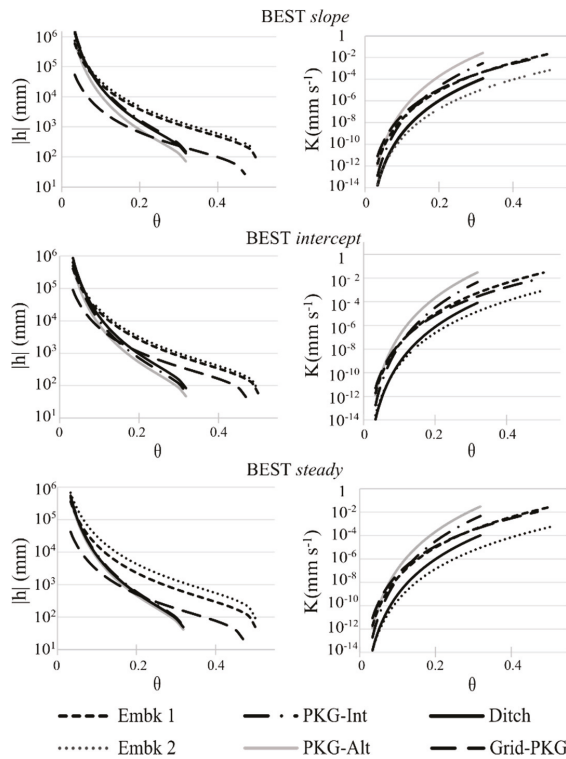 BEST slope
|h| (mm)
10⁶
10⁵
10⁴
10³
10²
10¹
0
0.2
0.4
θ
K(mm s⁻¹)
1
10⁻²
10⁻⁴
10⁻⁶
10⁻⁸
10⁻¹⁰
10⁻¹²
10⁻¹⁴
0
0.2
0.4
θ
BEST intercept
|h| (mm)
10⁶
10⁵
10⁴
10³
10²
10¹
0
0.2
0.4
θ
K(mm s⁻¹)
1
10⁻²
10⁻⁴
10⁻⁶
10⁻⁸
10⁻¹⁰
10⁻¹²
10⁻¹⁴
0
0.2
0.4
θ
BEST steady
|h| (mm)
10⁶
10⁵
10⁴
10³
10²
10¹
0
0.2
0.4
θ
K(mm s⁻¹)
1
10⁻²
10⁻⁴
10⁻⁶
10⁻⁸
10⁻¹⁰
10⁻¹²
10⁻¹⁴
0
0.2
0.4
θ
Embk 1
PKG-Int
Ditch
Embk 2
PKG-Alt
Grid-PKG